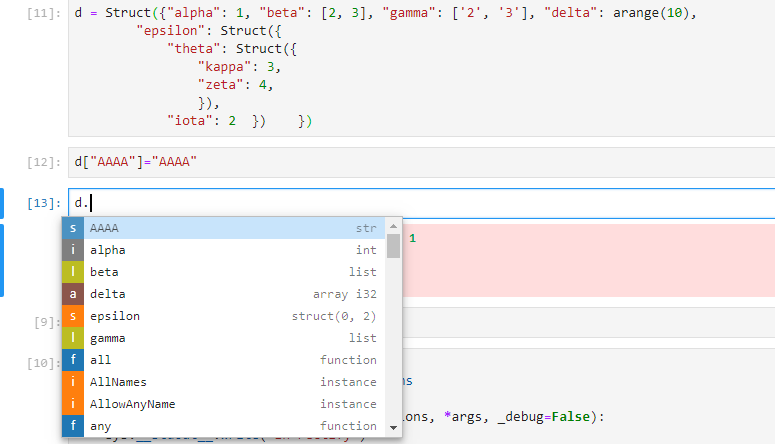 [11]: d = Struct({"alpha": 1, "beta": [2, 3], "gamma": ['2', '3'], "delta": arange(10),
"epsilon": Struct({
"theta": Struct({
"kappa": 3,
"zeta": 4,
}),
"iota": 2 }) })
[12]: d["AAAA"]="AAAA"
[13]: d.
s AAAA str
1
i alpha int
l beta list
a delta array i32
s epsilon struct(0, 2)
[9]:
l gamma list
f all function
[10]:
i AllNames instance
ns
i AllowAnyName instance
ions, *args, _debug=False):
f any function